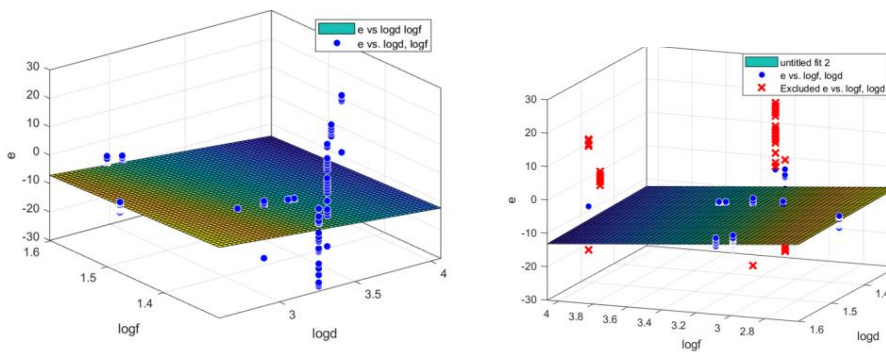 e vs logd logf
e vs. logd, logf
30
20
10
0
-10
-20
-30
e
1.6
1.5
1.4
logf
3
3.5
4
logd
untitled fit 2
e vs. logf, logd
Excluded e vs. logf, logd
30
20
10
0
-10
-20
-30
e
4
3.8
3.6
3.4
3.2
3
2.8
logf
1.6
1.5
1.4
logd